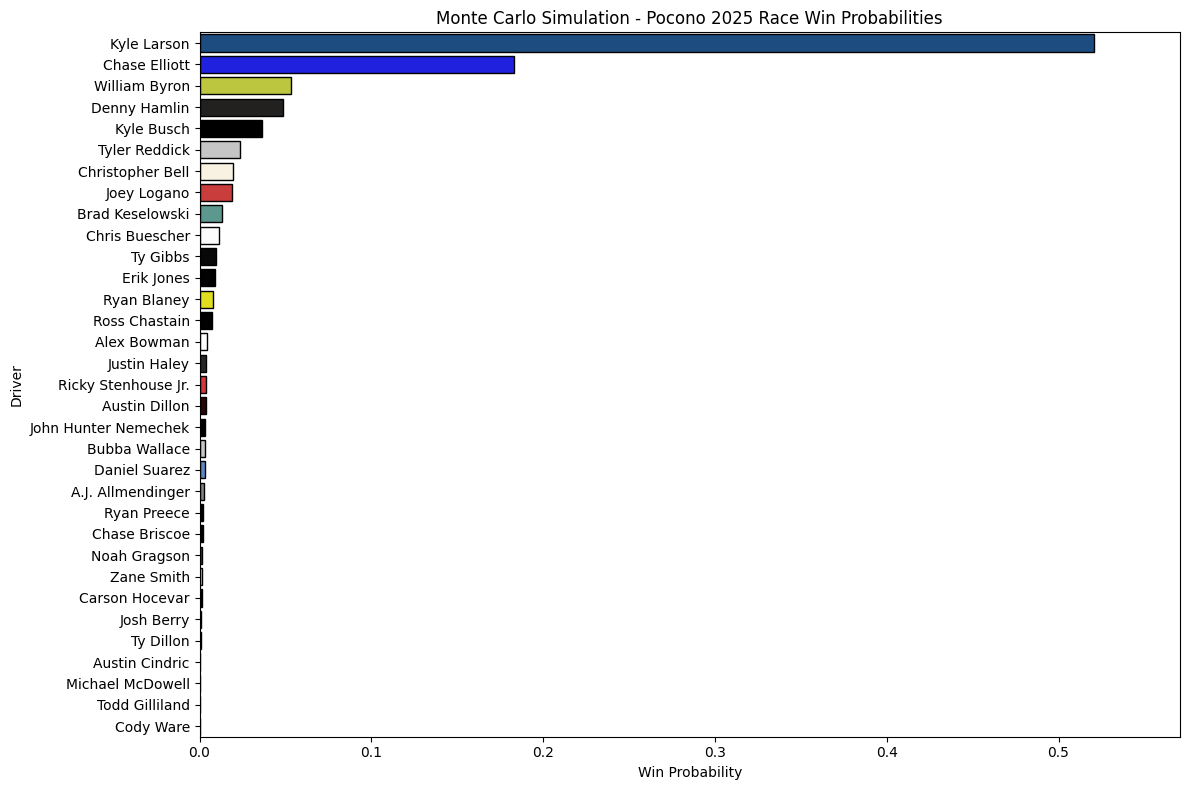 Monte Carlo Simulation - Pocono 2025 Race Win Probabilities
Kyle Larson
Chase Elliott
William Byron
Denny Hamlin
Kyle Busch
Tyler Reddick
Christopher Bell
Joey Logano
Brad Keselowski
Chris Buescher
Ty Gibbs
Erik Jones
Ryan Blaney
Ross Chastain
Alex Bowman
Justin Haley
Ricky Stenhouse Jr.
Austin Dillon
John Hunter Nemechek
Bubba Wallace
Daniel Suarez
A.J. Allmendinger
Ryan Preece
Chase Briscoe
Noah Gragson
Zane Smith
Carson Hocevar
Josh Berry
Ty Dillon
Austin Cindric
Michael McDowell
Todd Gilliland
Cody Ware
Driver
0.0 0.1 0.2 0.3 0.4 0.5
Win Probability